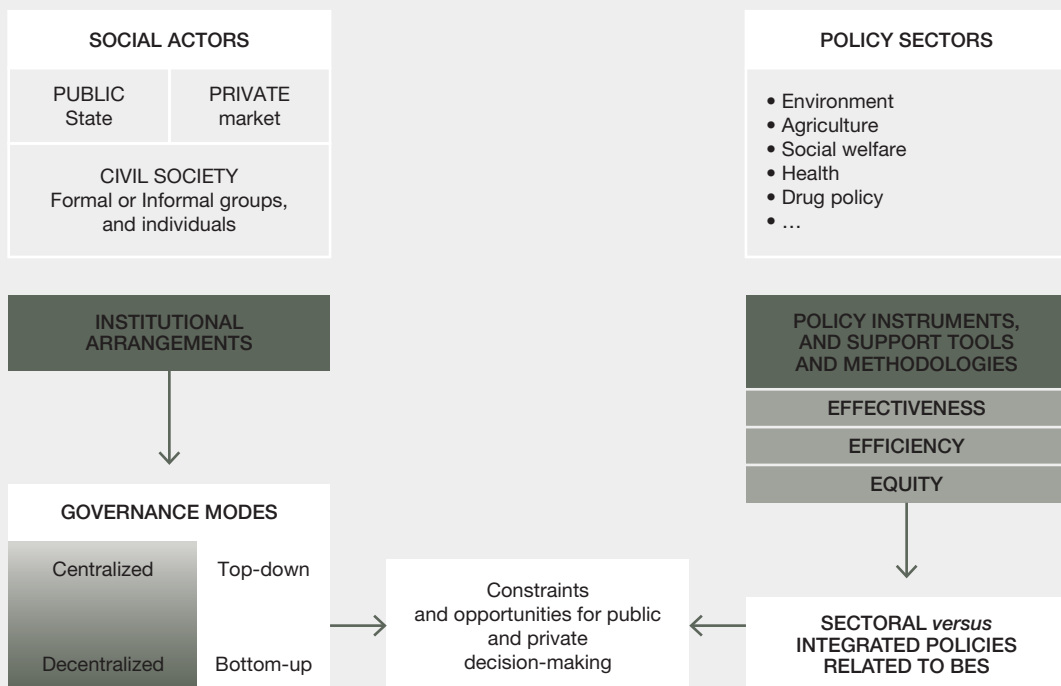 SOCIAL ACTORS
PUBLIC
State
PRIVATE
market
CIVIL SOCIETY
Formal or Informal groups,
and individuals
INSTITUTIONAL
ARRANGEMENTS
GOVERNANCE MODES
Centralized
Top-down
Decentralized
Bottom-up
Constraints
and opportunities for public
and private
decision-making
POLICY SECTORS
• Environment
• Agriculture
• Social welfare
• Health
• Drug policy
• …
POLICY INSTRUMENTS,
AND SUPPORT TOOLS
AND METHODOLOGIES
EFFECTIVENESS
EFFICIENCY
EQUITY
SECTORAL versus
INTEGRATED POLICIES
RELATED TO BES